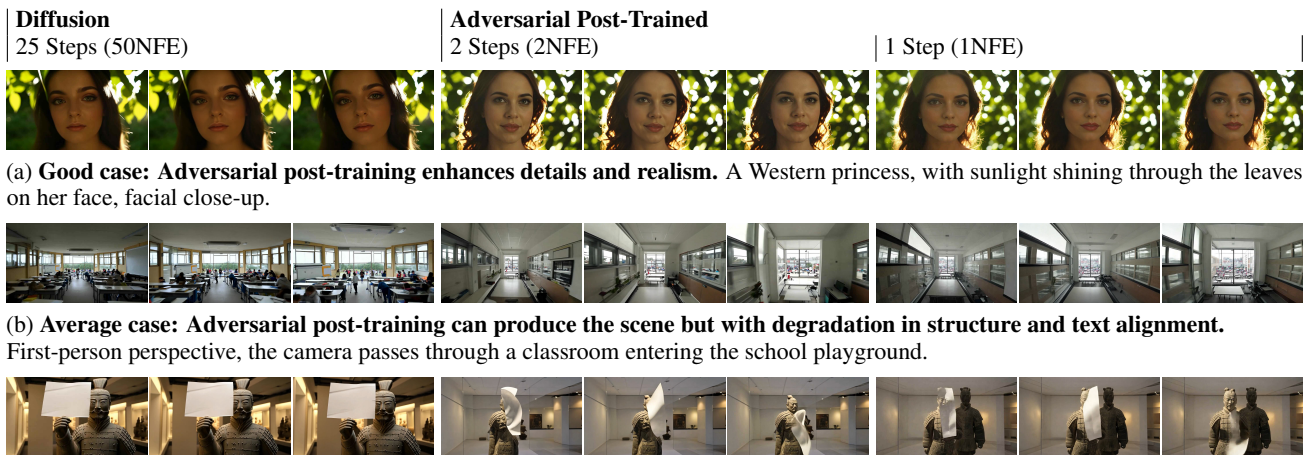 Diffusion
25 Steps (50NFE)
Adversarial Post-Trained
2 Steps (2NFE)
1 Step (1NFE)
(a) Good case: Adversarial post-training enhances details and realism. A Western princess, with sunlight shining through the leaves
on her face, facial close-up.
(b) Average case: Adversarial post-training can produce the scene but with degradation in structure and text alignment.
First-person perspective, the camera passes through a classroom entering the school playground.